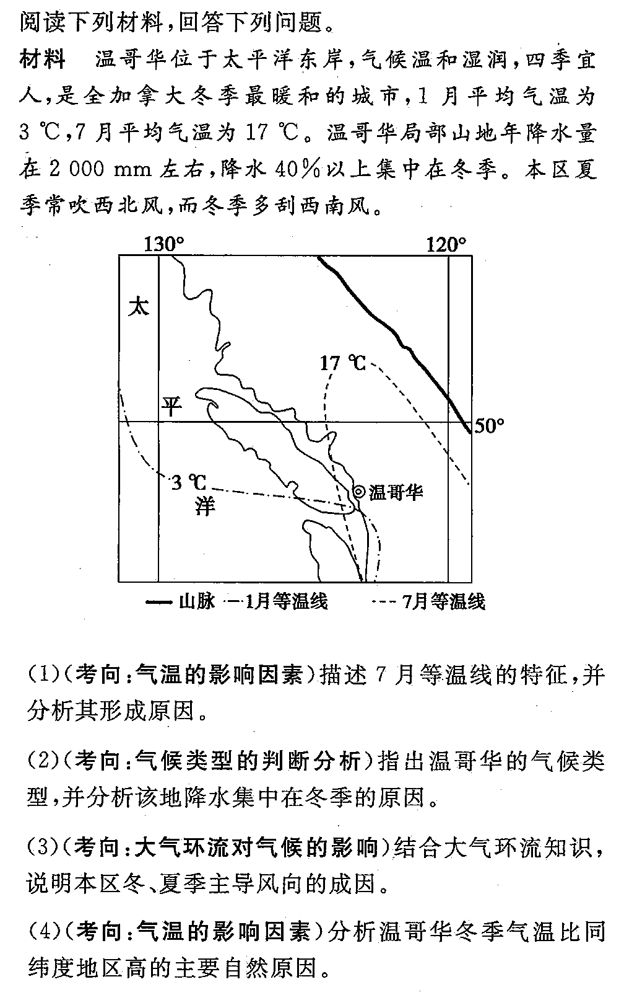 阅读下列材料,回答下列问题。
材料 温哥华位于太平洋东岸,气候温和湿润,四季宜
人,是全加拿大冬季最暖和的城市,1 月平均气温为
3 ℃,7 月平均气温为 17 ℃。温哥华局部山地年降水量
在 2 000 mm 左右,降水 40%以上集中在冬季。本区夏
季常吹西北风,而冬季多刮西南风。
130° 120°
太
17 ℃
平
50°
3 ℃
温哥华
洋
山脉 1月等温线 7月等温线
(1)(考向:气温的影响因素)描述 7 月等温线的特征,并
分析其形成原因。
(2)(考向:气候类型的判断分析)指出温哥华的气候类
型,并分析该地降水集中在冬季的原因。
(3)(考向:大气环流对气候的影响)结合大气环流知识,
说明本区冬、夏季主导风向的成因。
(4)(考向:气温的影响因素)分析温哥华冬季气温比同
纬度地区高的主要自然原因。